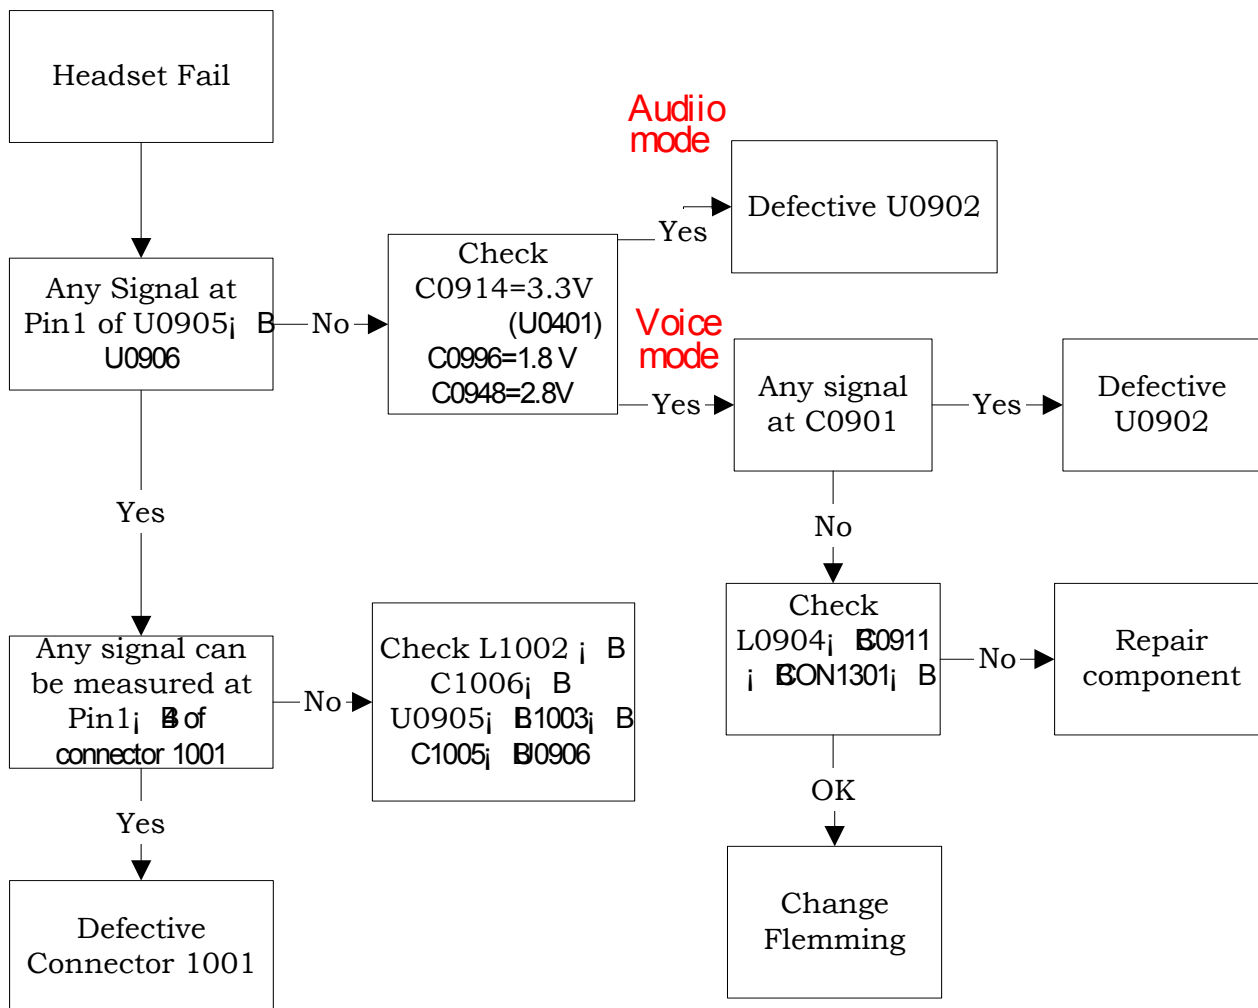 Headset Fail
Any Signal at
Pin1 of U0905¡ B
U0906
No
Check
C0914=3.3V
(U0401)
C0996=1.8 V
C0948=2.8V
Audiio
mode
Yes
Defective U0902
Voice
mode
Yes
Any signal
at C0901
Yes
Defective
U0902
Yes
No
Any signal can
be measured at
Pin1¡ of
connector 1001
No
Check L1002 ¡ B
C1006¡ B
U0905¡ 1003¡ B
C1005¡ U0906
Check
L0904¡ C0911
¡ CON1301¡ B
No
Repair
component
Yes
OK
Defective
Connector 1001
Change
Flemming